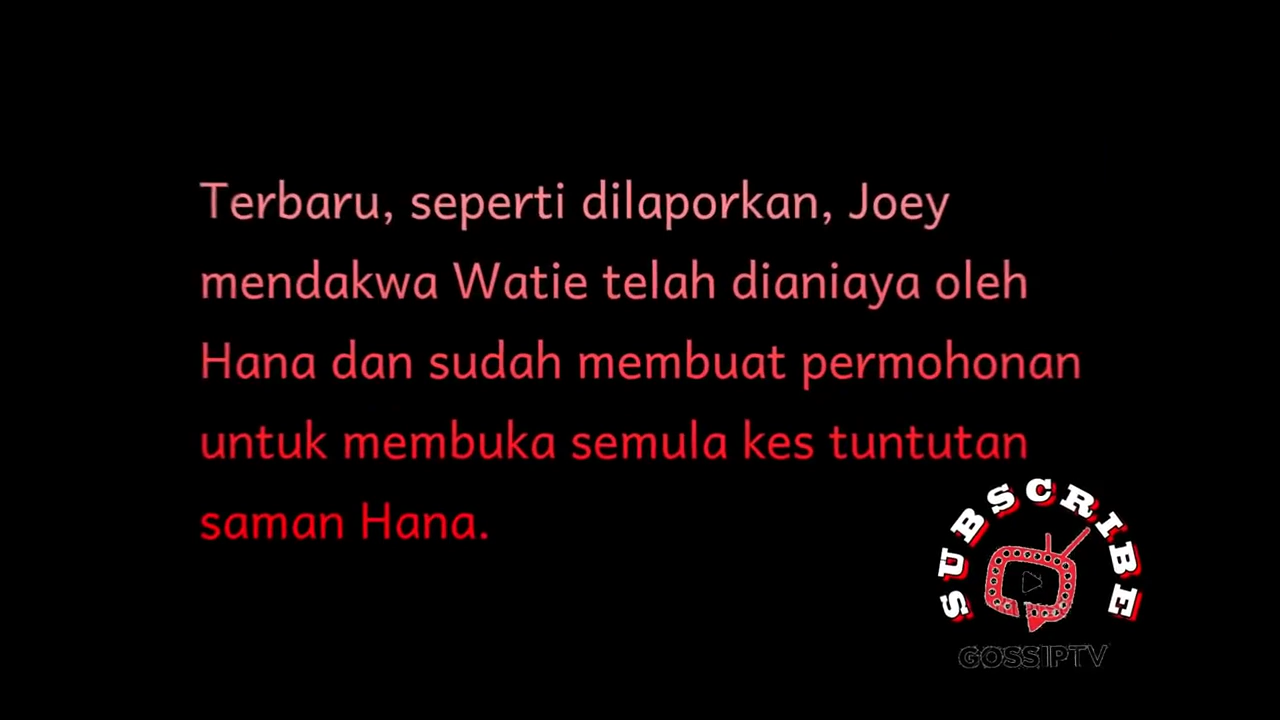 Terbaru, seperti dilaporkan, Joey
mendakwa Watie telah dianiaya oleh
Hana dan sudah membuat permohonan
untuk membuka semula kes tuntutan
saman Hana.
SUBSCRIBE
GOSSIPTV